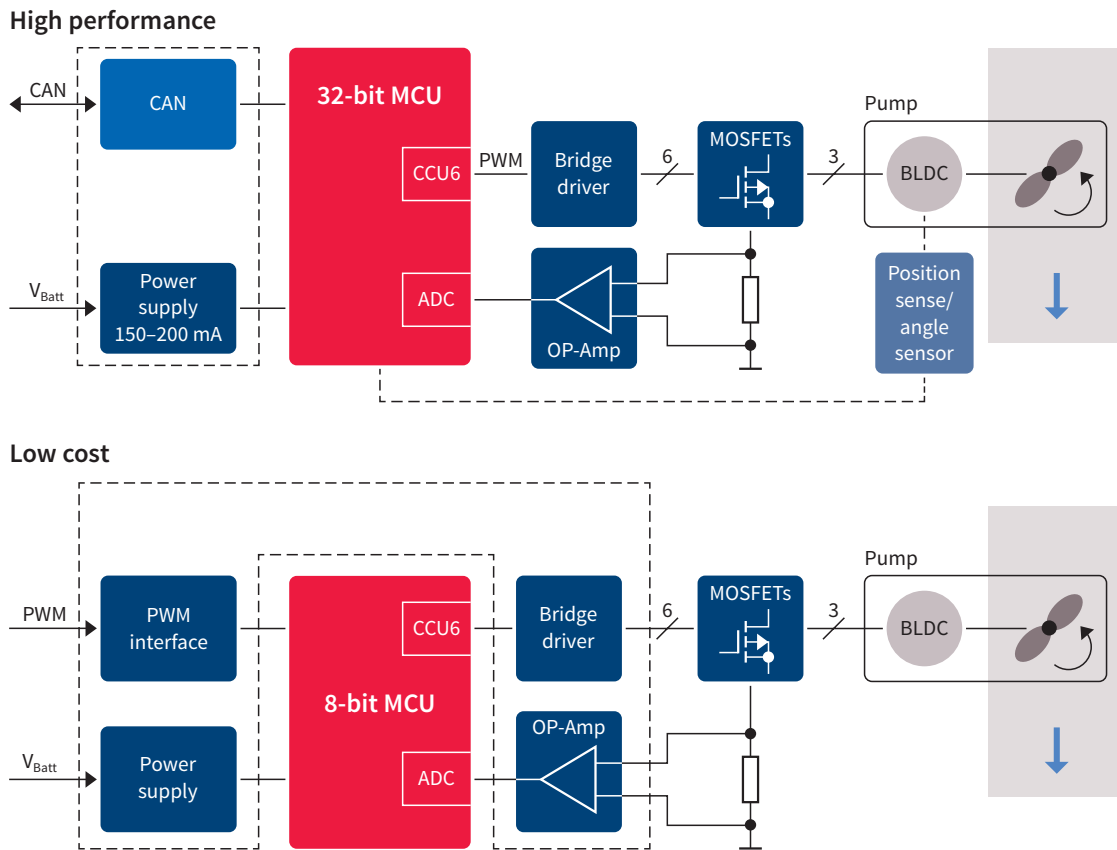 High performance
CAN
CAN
32-bit MCU
CCU6
PWM
Bridge
driver
6
MOSFETs
3
Pump
BLDC
V_Batt
Power
supply
150–200 mA
ADC
OP-Amp
Position
sense/
angle
sensor
Low cost
PWM
PWM
interface
CCU6
8-bit MCU
Bridge
driver
6
MOSFETs
3
Pump
BLDC
V_Batt
Power
supply
ADC
OP-Amp